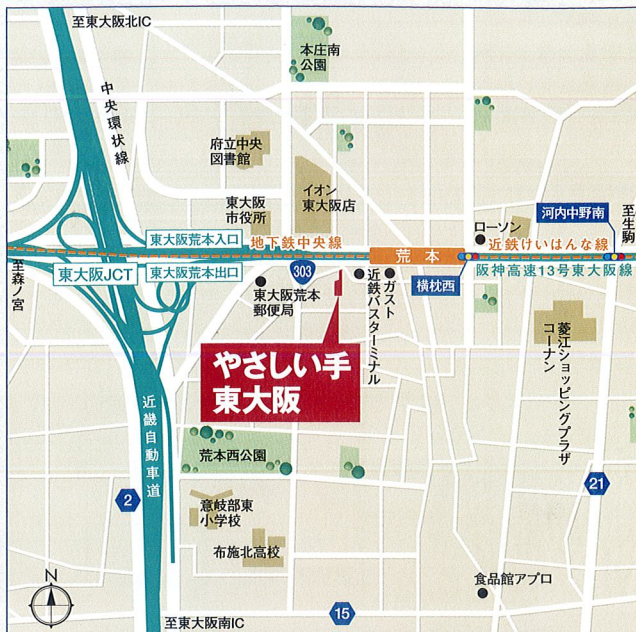 至東大阪北IC
中央環状線
本庄南
公園
府立中央
図書館
東大阪
市役所
イオン
東大阪店
東大阪荒本入口
地下鉄中央線
荒本
ローソン
河内中野南
至生駒
近鉄けいはんな線
至森ノ宮
東大阪JCT
東大阪荒本出口
303
東大阪荒本
郵便局
近鉄バスターミナル
ガスト
横枕西
阪神高速13号東大阪線
やさしい手
東大阪
菱江ショッピングプラザ
コーナン
近畿自動車道
荒本西公園
2
意岐部東
小学校
布施北高校
21
食品館アプロ
N
15
至東大阪南IC